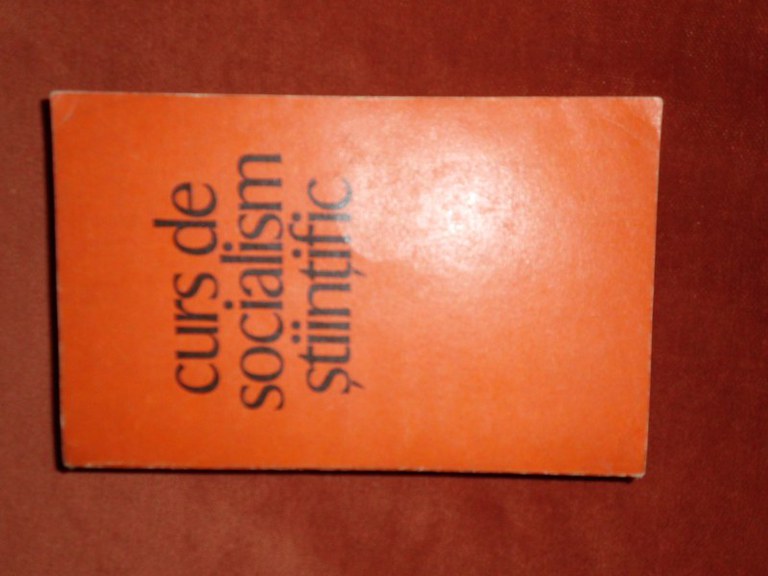 curs de
socialism
științific